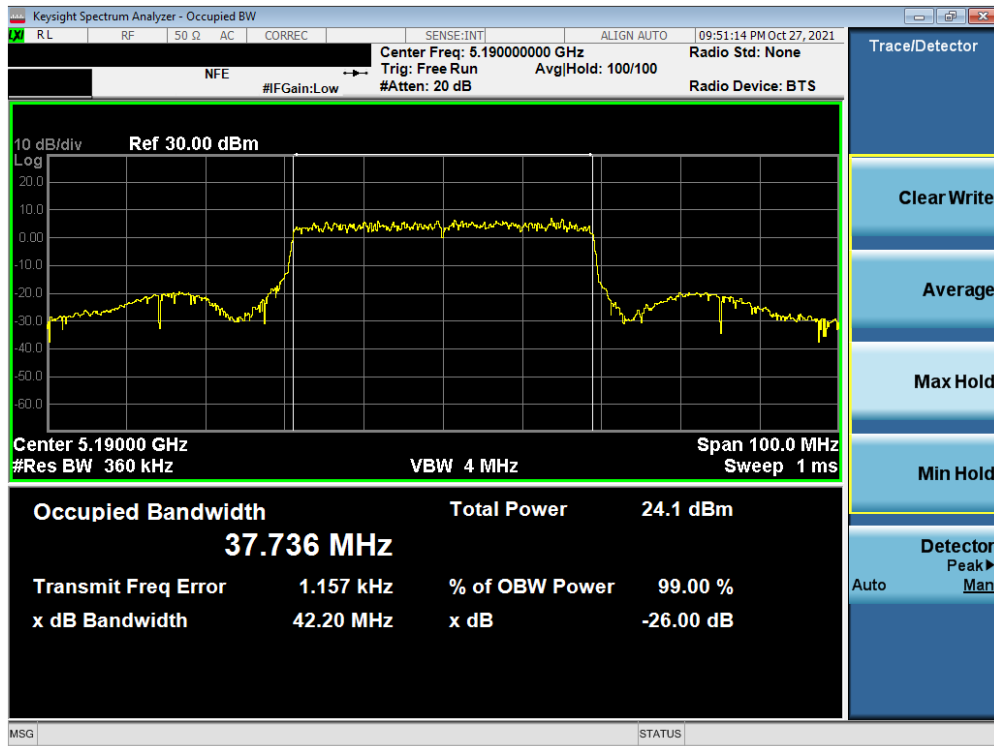 Keysight Spectrum Analyzer - Occupied BW
LXI RL RF 50 Ω AC CORREC SENSE:INT ALIGN AUTO 09:51:14 PM Oct 27, 2021
Center Freq: 5.190000000 GHz Radio Std: None
NFE Trig: Free Run Avg|Hold: 100/100
#IFGain:Low #Atten: 20 dB Radio Device: BTS
Trace/Detector
10 dB/div Ref 30.00 dBm
Log
20.0
10.0
0.00
-10.0
-20.0
-30.0
-40.0
-50.0
-60.0
Center 5.19000 GHz Span 100.0 MHz
#Res BW 360 kHz VBW 4 MHz Sweep 1 ms
Occupied Bandwidth Total Power 24.1 dBm
37.736 MHz
Transmit Freq Error 1.157 kHz % of OBW Power 99.00 %
x dB Bandwidth 42.20 MHz x dB -26.00 dB
Clear Write
Average
Max Hold
Min Hold
Detector
Peak▶
Auto Man
MSG STATUS